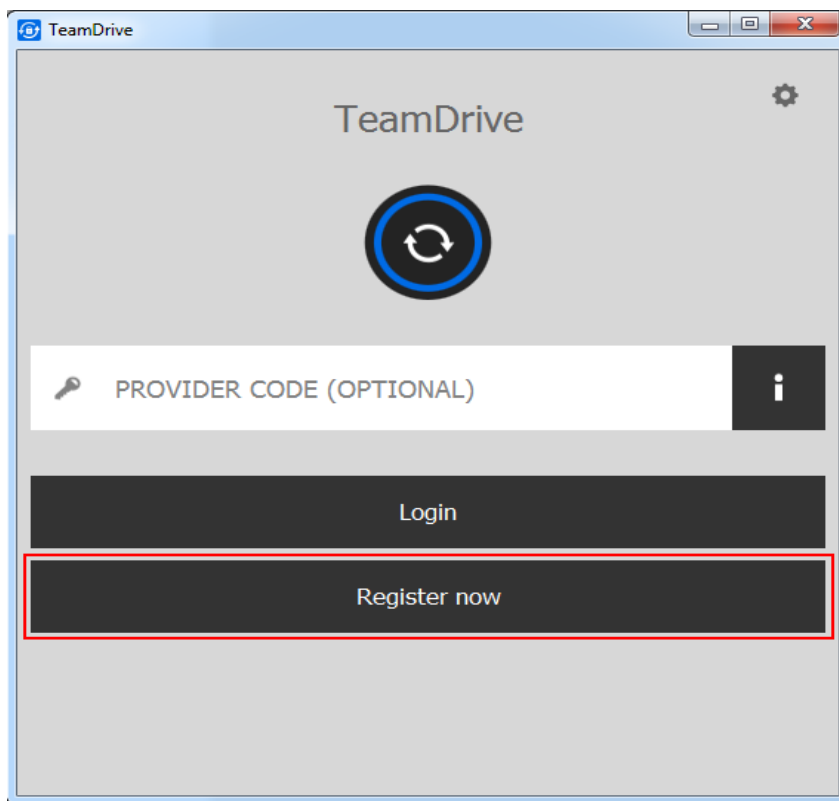 TeamDrive
TeamDrive
PROVIDER CODE (OPTIONAL)
Login
Register now